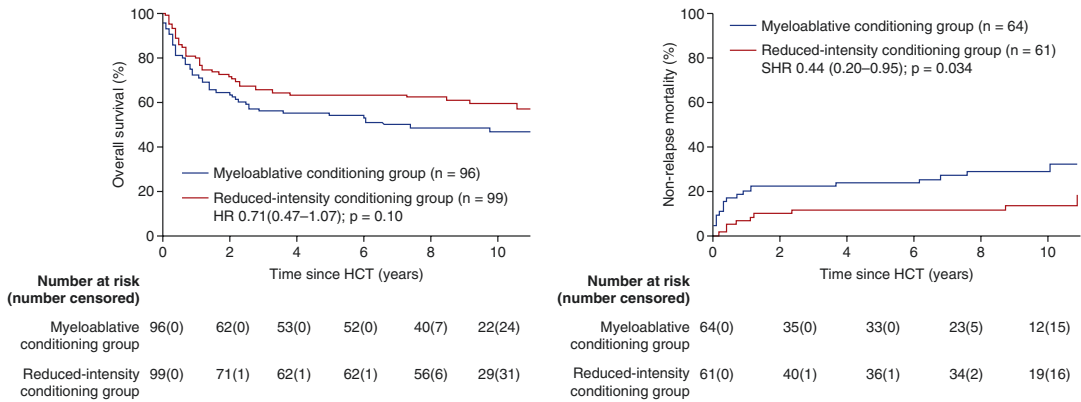 100
80
60
40
20
0
Overall survival (%)
Myeloablative conditioning group (n = 96)
Reduced-intensity conditioning group (n = 99)
HR 0.71(0.47–1.07); p = 0.10
0 2 4 6 8 10
Time since HCT (years)
Number at risk
(number censored)
Myeloablative 96(0) 62(0) 53(0) 52(0) 40(7) 22(24)
conditioning group
Reduced-intensity 99(0) 71(1) 62(1) 62(1) 56(6) 29(31)
conditioning group
100
80
60
40
20
0
Non-relapse mortality (%)
Myeloablative conditioning group (n = 64)
Reduced-intensity conditioning group (n = 61)
SHR 0.44 (0.20–0.95); p = 0.034
0 2 4 6 8 10
Time since HCT (years)
Number at risk
(number censored)
Myeloablative 64(0) 35(0) 33(0) 23(5) 12(15)
conditioning group
Reduced-intensity 61(0) 40(1) 36(1) 34(2) 19(16)
conditioning group